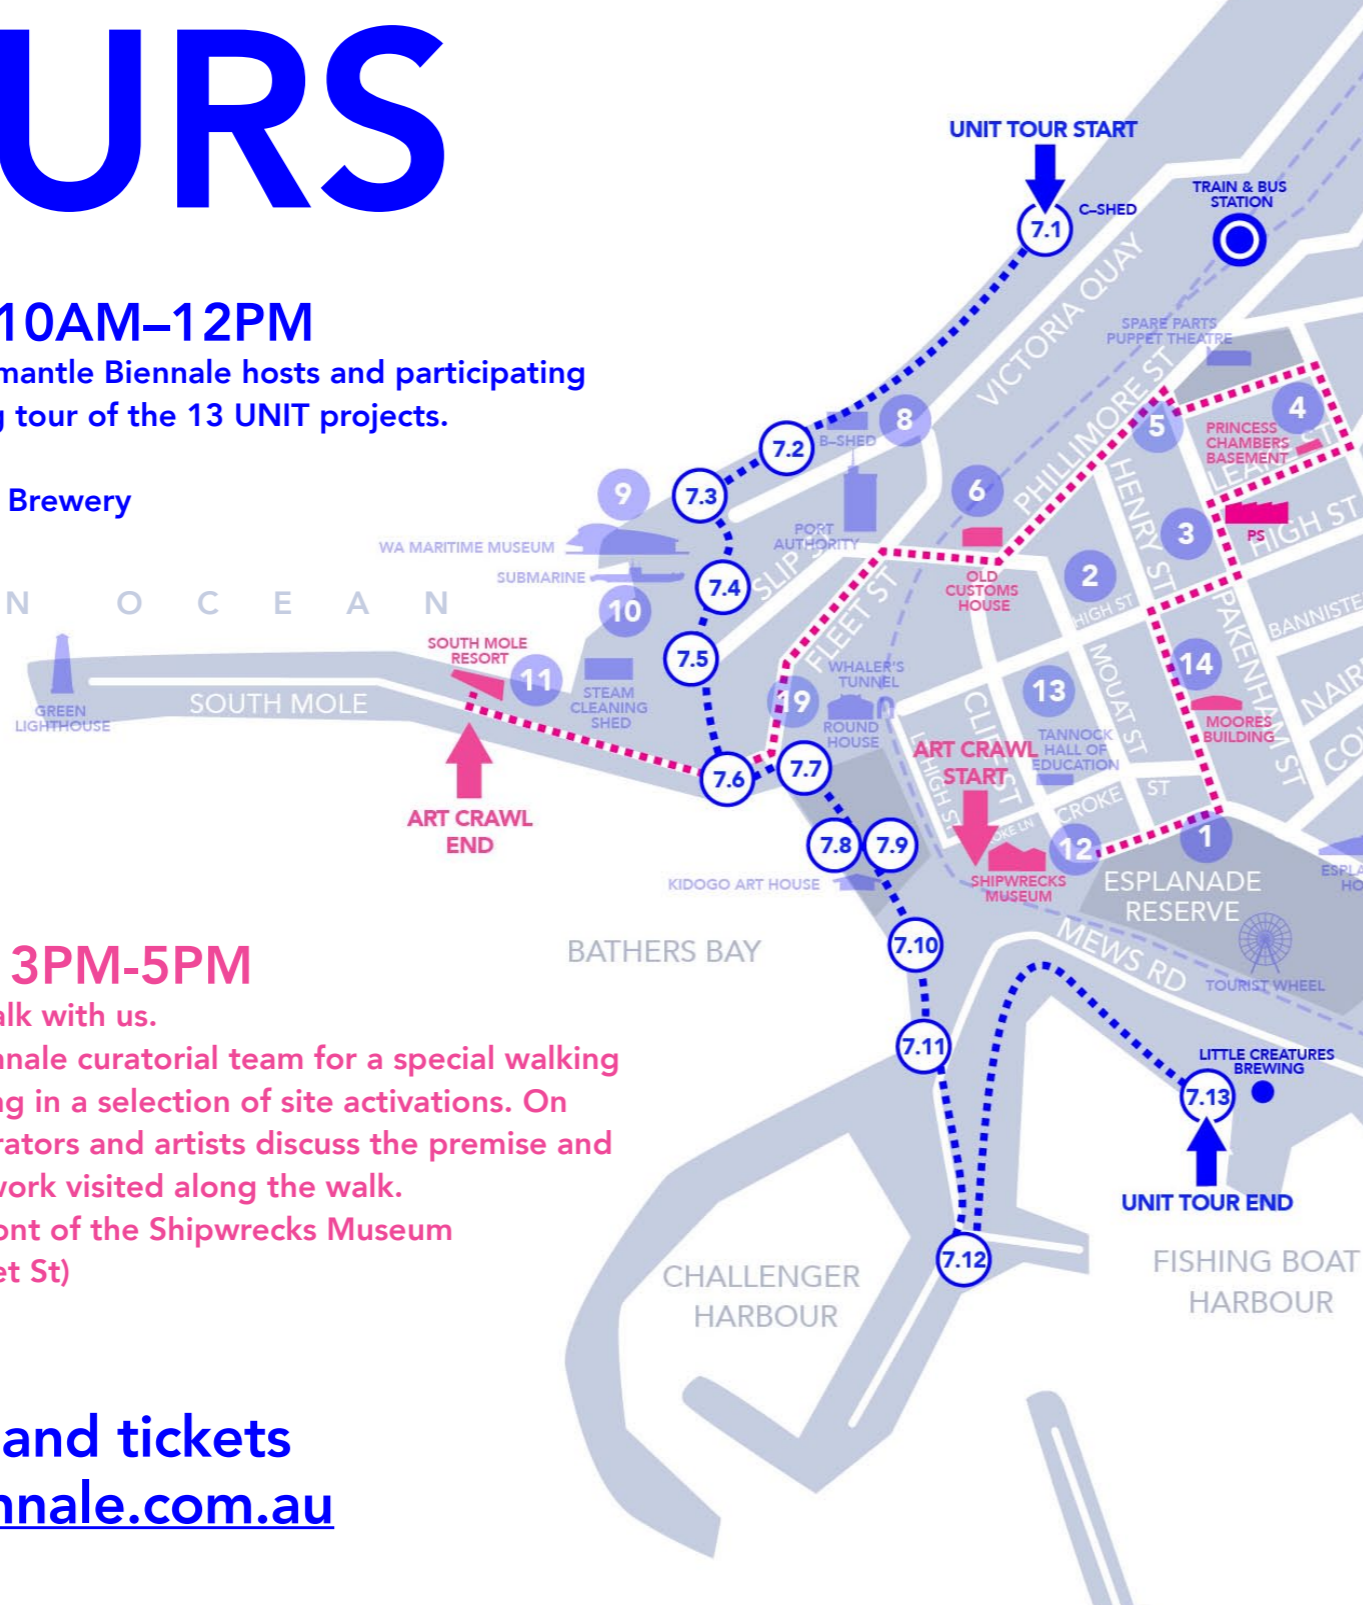 URS
10AM–12PM
mantle Biennale hosts and participating
g tour of the 13 UNIT projects.
Brewery
N OCEAN
3PM-5PM
alk with us.
nnale curatorial team for a special walking
ng in a selection of site activations. On
rators and artists discuss the premise and
work visited along the walk.
ont of the Shipwrecks Museum
et St)
and tickets
nnale.com.au
UNIT TOUR START
7.1
C–SHED
TRAIN & BUS
STATION
VICTORIA QUAY
SPARE PARTS
PUPPET THEATRE
PHILLIMORE ST
4
5
PRINCESS
CHAMBERS
BASEMENT
8
7.2
B–SHED
9
7.3
6
HENRY ST
HIGH ST
3
PS
WA MARITIME MUSEUM
PORT
AUTHORITY
SLIP ST
SUBMARINE
7.4
10
OLD
CUSTOMS
HOUSE
2
HIGH ST
PAKENHAM ST
FLEET ST
SOUTH MOLE
RESORT
11
7.5
WHALER'S
TUNNEL
19
ROUND
HOUSE
13
MOUAT ST
14
GREEN
LIGHTHOUSE
SOUTH MOLE
STEAM
CLEANING
SHED
TANNOCK
HALL OF
EDUCATION
MOORES
BUILDING
ART CRAWL
START
7.6
7.7
CROKE ST
ART CRAWL
END
7.8
7.9
12
1
KIDOGO ART HOUSE
SHIPWRECKS
MUSEUM
ESPLANADE
RESERVE
BATHERS BAY
7.10
MEWS RD
TOURIST WHEEL
7.11
LITTLE CREATURES
BREWING
7.13
UNIT TOUR END
7.12
CHALLENGER
HARBOUR
FISHING BOAT
HARBOUR